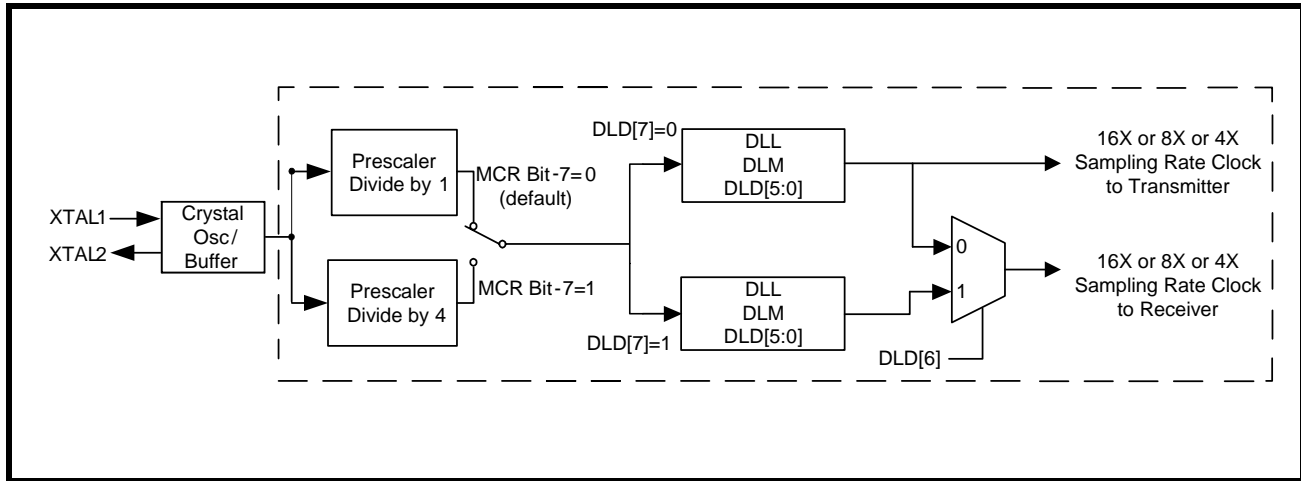 XTAL1
XTAL2
Crystal
Osc/
Buffer
Prescaler
Divide by 1
Prescaler
Divide by 4
MCR Bit-7=0
(default)
MCR Bit-7=1
DLD[7]=0
DLL
DLM
DLD[5:0]
DLD[7]=1
DLL
DLM
DLD[5:0]
0
1
DLD[6]
16X or 8X or 4X
Sampling Rate Clock
to Transmitter
16X or 8X or 4X
Sampling Rate Clock
to Receiver